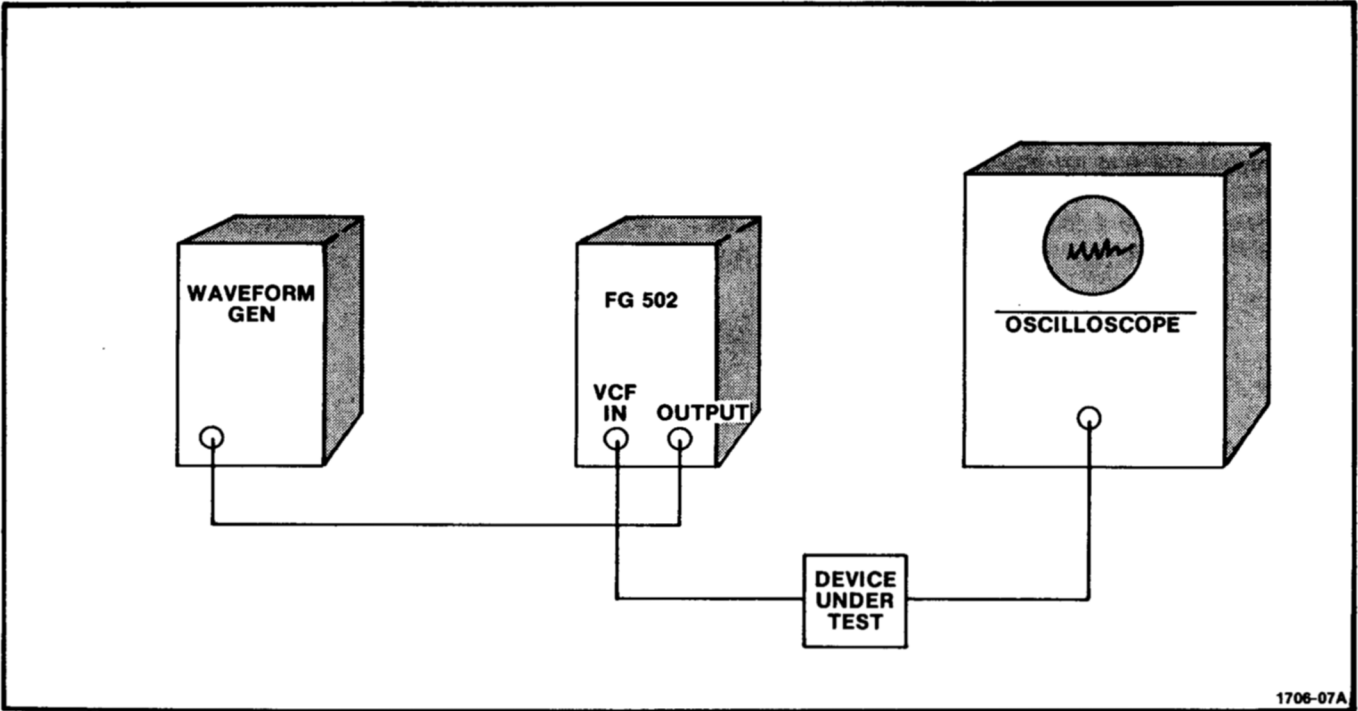 WAVEFORM
GEN
FG 502
VCF
IN
OUTPUT
OSCILLOSCOPE
DEVICE
UNDER
TEST
1706-07A